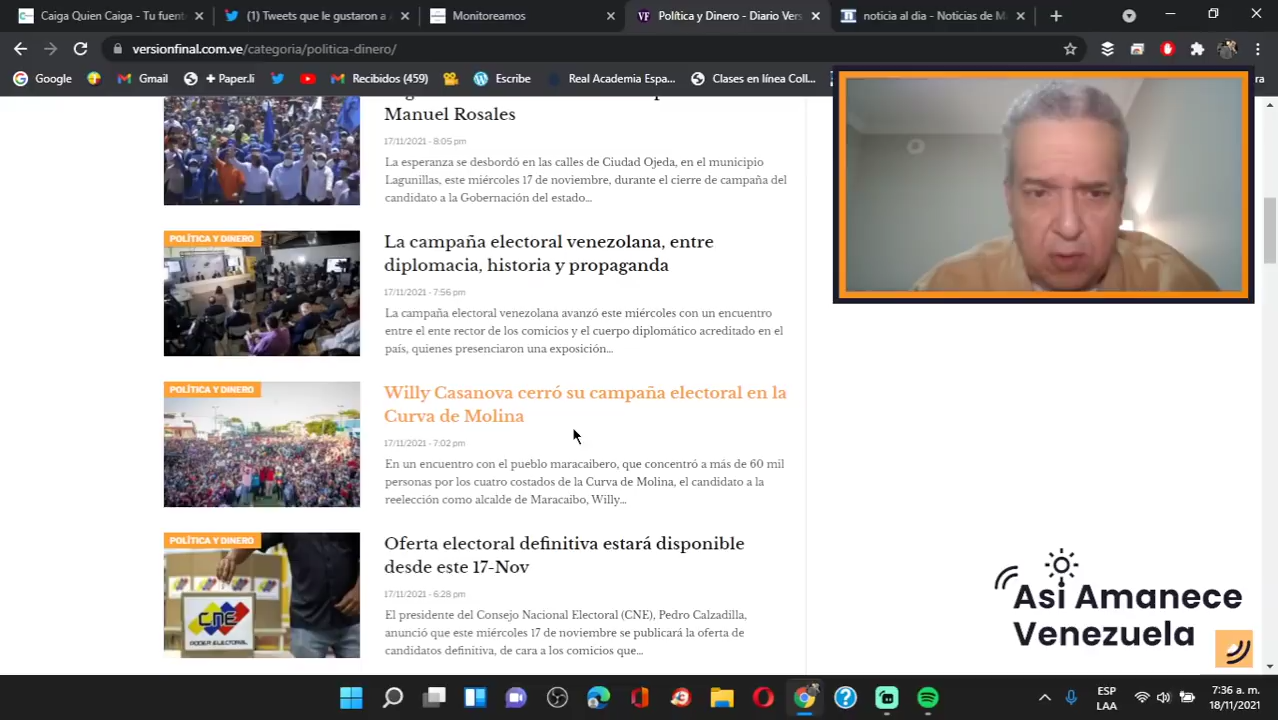 Caiga Quien Caiga - Tu fuent
(1) Tweets que le gustaron a
Monitoreamos
VF Política y Dinero - Diario Vers
noticia al dia - Noticias de M
versionfinal.com.ve/categoria/politica-dinero/
Google
Gmail
+ Paper.li
Recibidos (459)
Escribe
Real Academia Espa...
Clases en línea Coll...
Manuel Rosales
17/11/2021 - 8:05 pm
La esperanza se desbordó en las calles de Ciudad Ojeda, en el municipio
Lagunillas, este miércoles 17 de noviembre, durante el cierre de campaña del
candidato a la Gobernación del estado...
POLÍTICA Y DINERO
La campaña electoral venezolana, entre
diplomacia, historia y propaganda
17/11/2021 - 7:56 pm
La campaña electoral venezolana avanzó este miércoles con un encuentro
entre el ente rector de los comicios y el cuerpo diplomático acreditado en el
país, quienes presenciaron una exposición...
POLÍTICA Y DINERO
Willy Casanova cerró su campaña electoral en la
Curva de Molina
17/11/2021 - 7:02 pm
En un encuentro con el pueblo maracaibero, que concentró a más de 60 mil
personas por los cuatro costados de la Curva de Molina, el candidato a la
reelección como alcalde de Maracaibo, Willy...
POLÍTICA Y DINERO
Oferta electoral definitiva estará disponible
desde este 17-Nov
17/11/2021 - 6:28 pm
El presidente del Consejo Nacional Electoral (CNE), Pedro Calzadilla,
anunció que este miércoles 17 de noviembre se publicará la oferta de
candidatos definitiva, de cara a los comicios que...
CNE
PODER ELECTORAL
Así Amanece
Venezuela
ESP
LAA
7:36 a. m.
18/11/2021